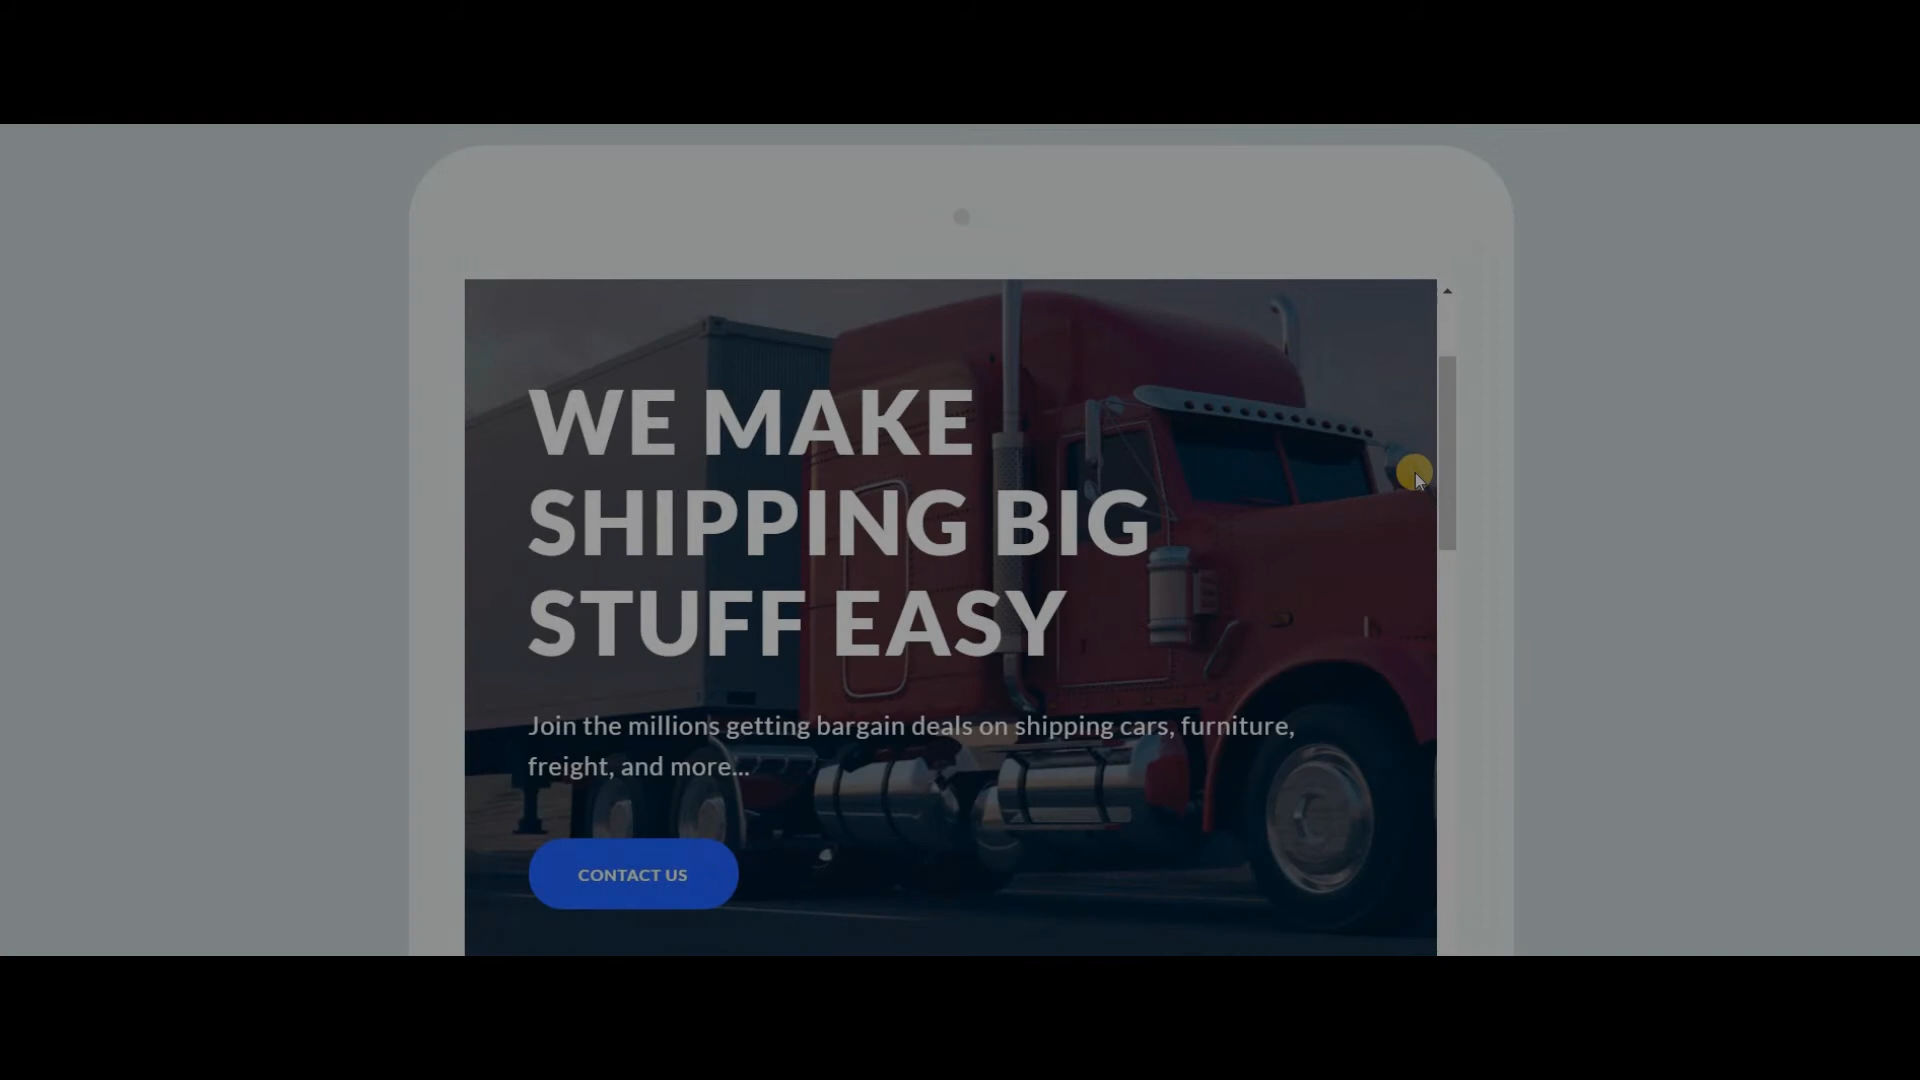 WE MAKE
SHIPPING BIG
STUFF EASY
Join the millions getting bargain deals on shipping cars, furniture,
freight, and more...
CONTACT US